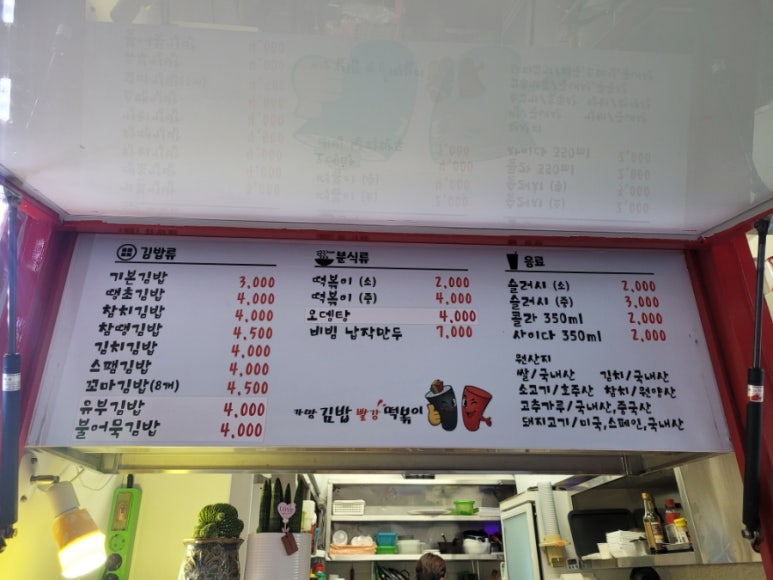 김밥류
기본김밥 3,000
땡초김밥 4,000
참치김밥 4,000
참땡김밥 4,500
김치김밥 4,000
스팸김밥 4,000
꼬마김밥(8개) 4,500
유부김밥 4,000
불어묵김밥 4,000
분식류
떡볶이 (소) 2,000
떡볶이 (중) 4,000
오뎅탕 4,000
비빔 납작만두 7,000
까망 김밥 빨강 떡볶이
음료
슬러시 (소) 2,000
슬러시 (중) 3,000
콜라 350ml 2,000
사이다 350ml 2,000
원산지
쌀/국내산 김치/국내산
소고기/호주산 참치/원양산
고추가루/국내산,중국산
돼지고기/미국,스페인,국내산